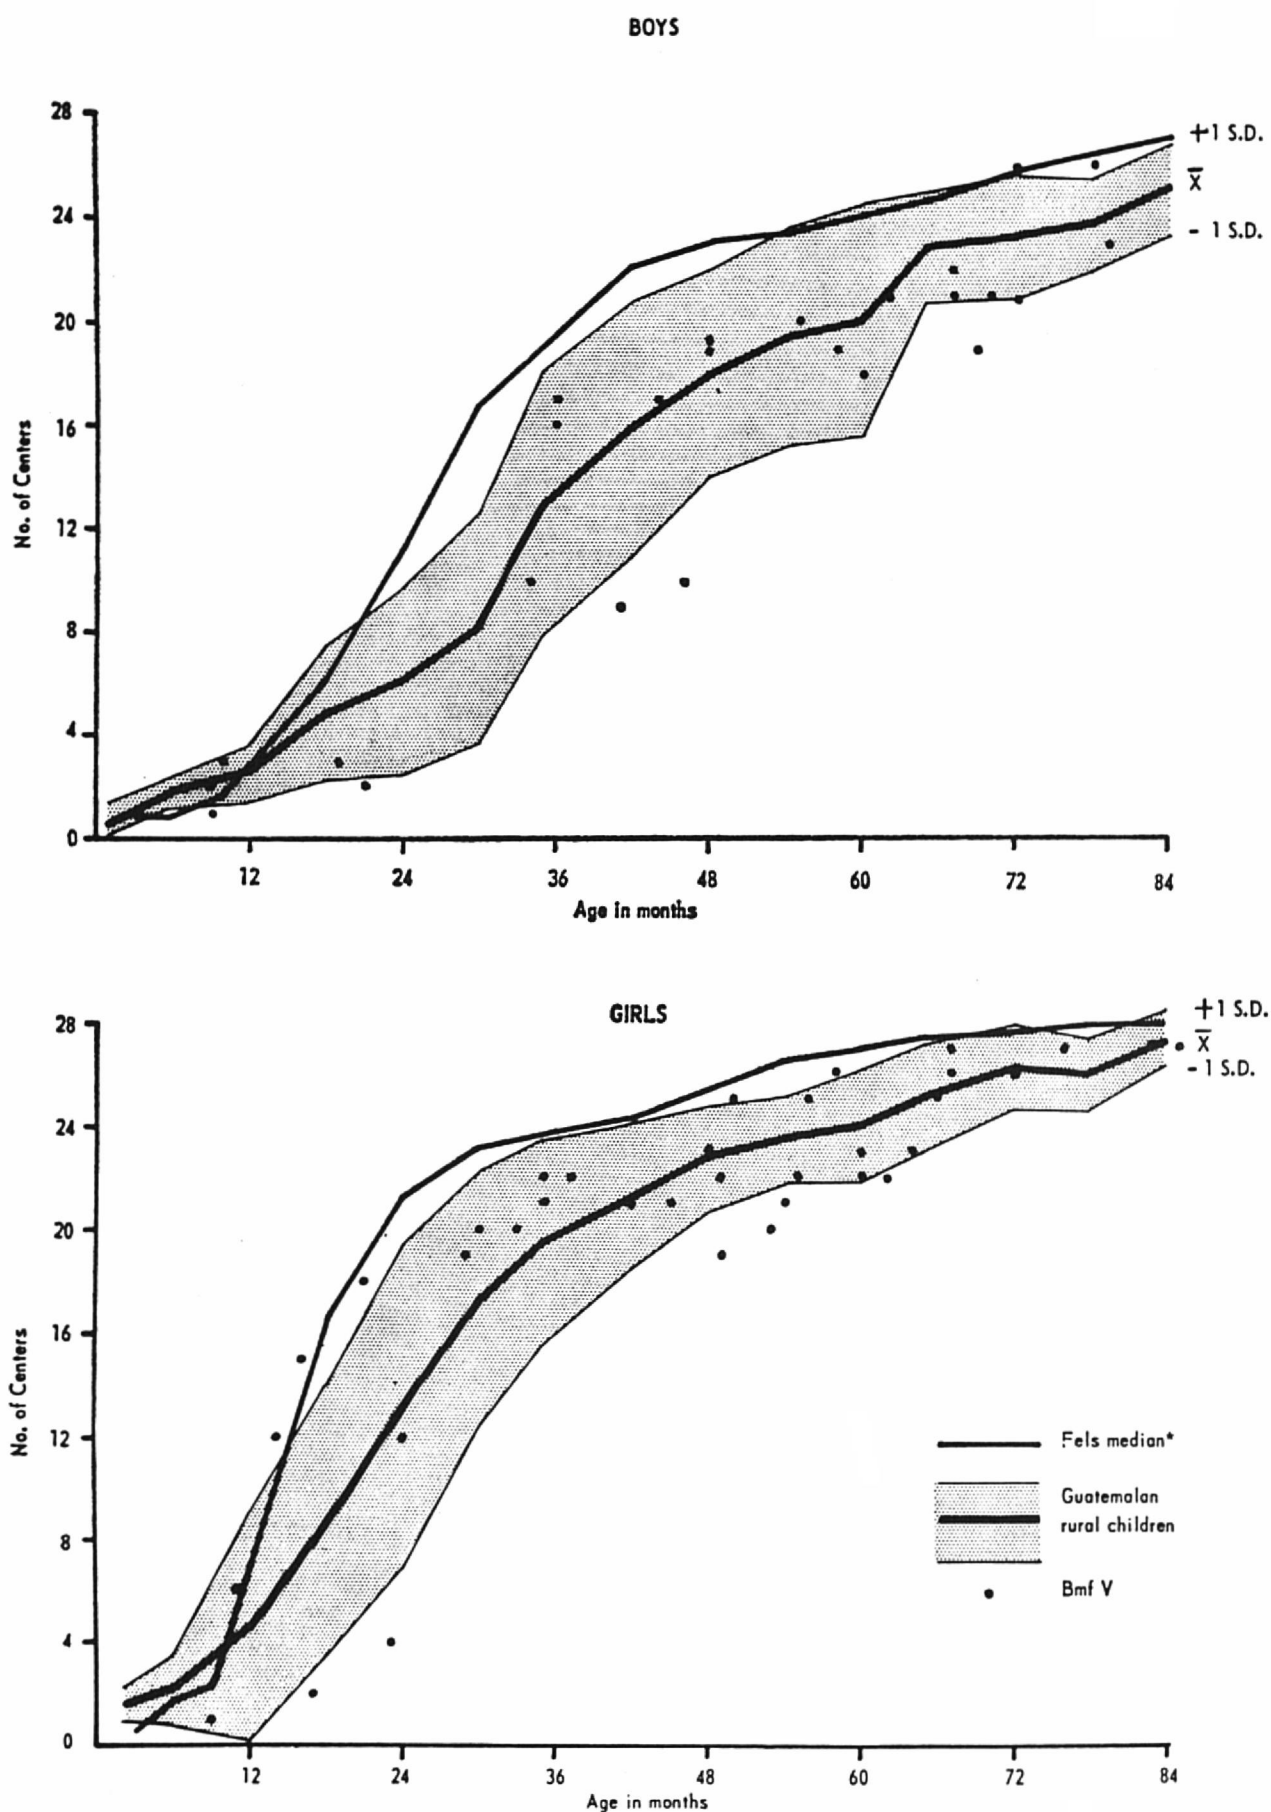 BOYS
28
24
20
16
12
8
4
0
No. of Centers
+1 S.D.
x̄
- 1 S.D.
12 24 36 48 60 72 84
Age in months
GIRLS
28
24
20
16
12
8
4
0
No. of Centers
+1 S.D.
x̄
- 1 S.D.
Fels median*
Guatemalan
rural children
Bmf V
12 24 36 48 60 72 84
Age in months